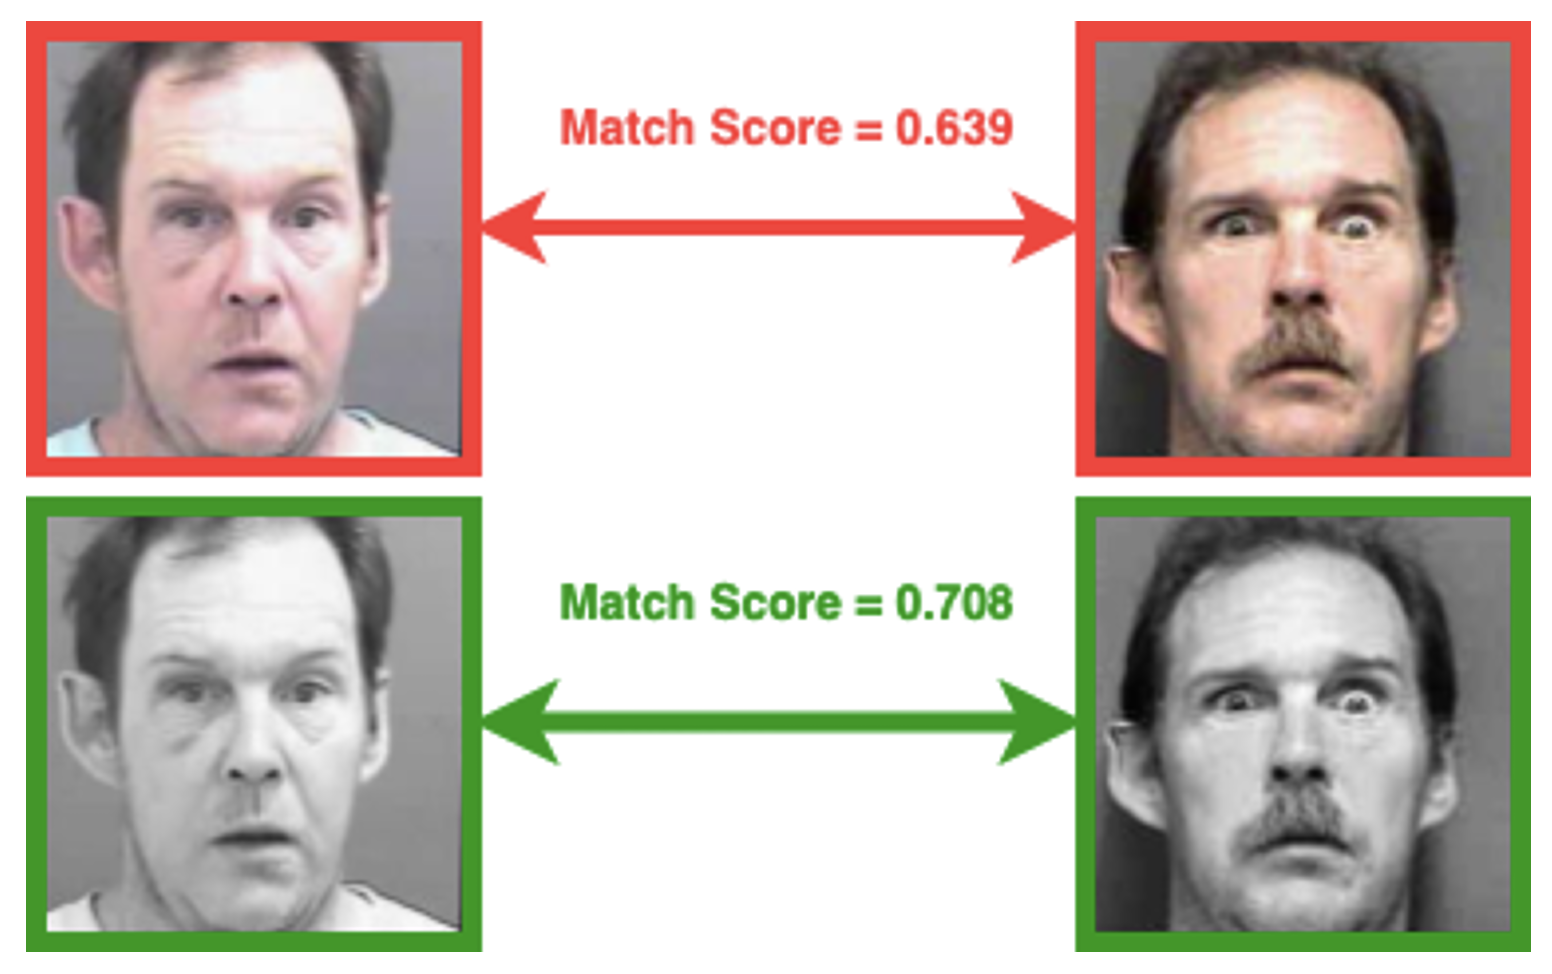 Match Score = 0.639
Match Score = 0.708